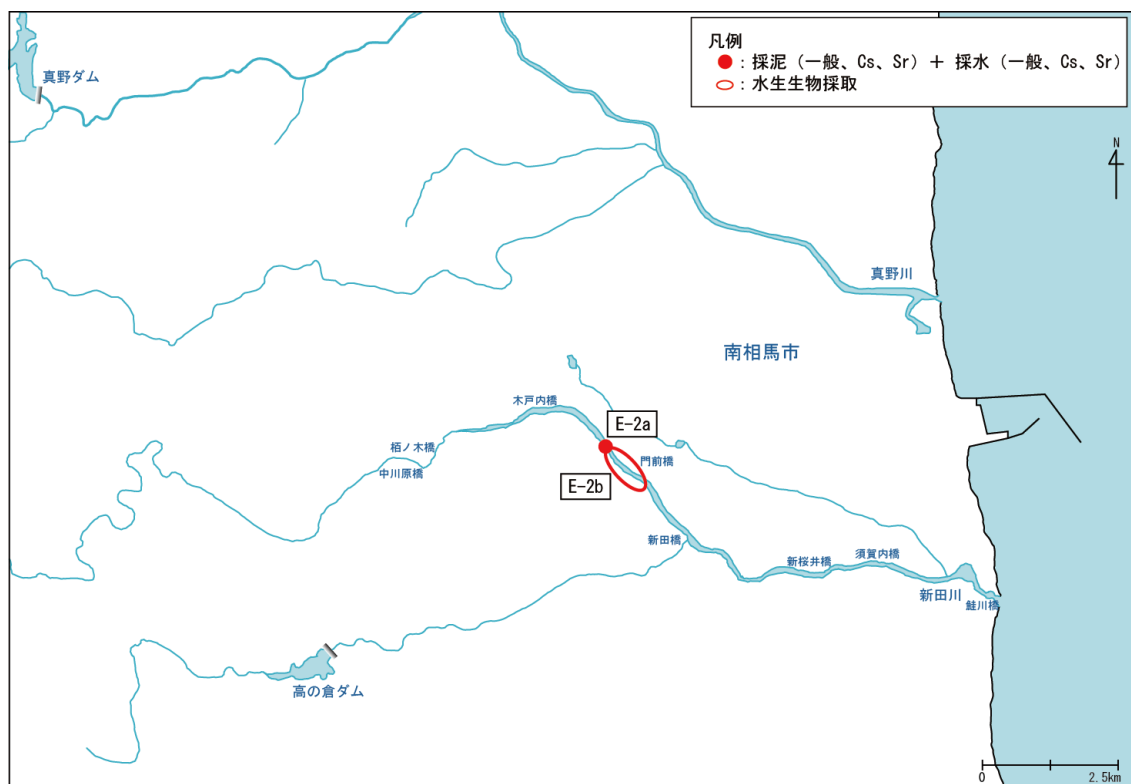 凡例
：採泥（一般、Cs、Sr）＋ 採水（一般、Cs、Sr）
：水生生物採取
真野ダム
N
真野川
南相馬市
木戸内橋
E-2a
栢ノ木橋
門前橋
中川原橋
E-2b
新田橋
須賀内橋
新桜井橋
新田川
鮭川橋
高の倉ダム
0
2.5km